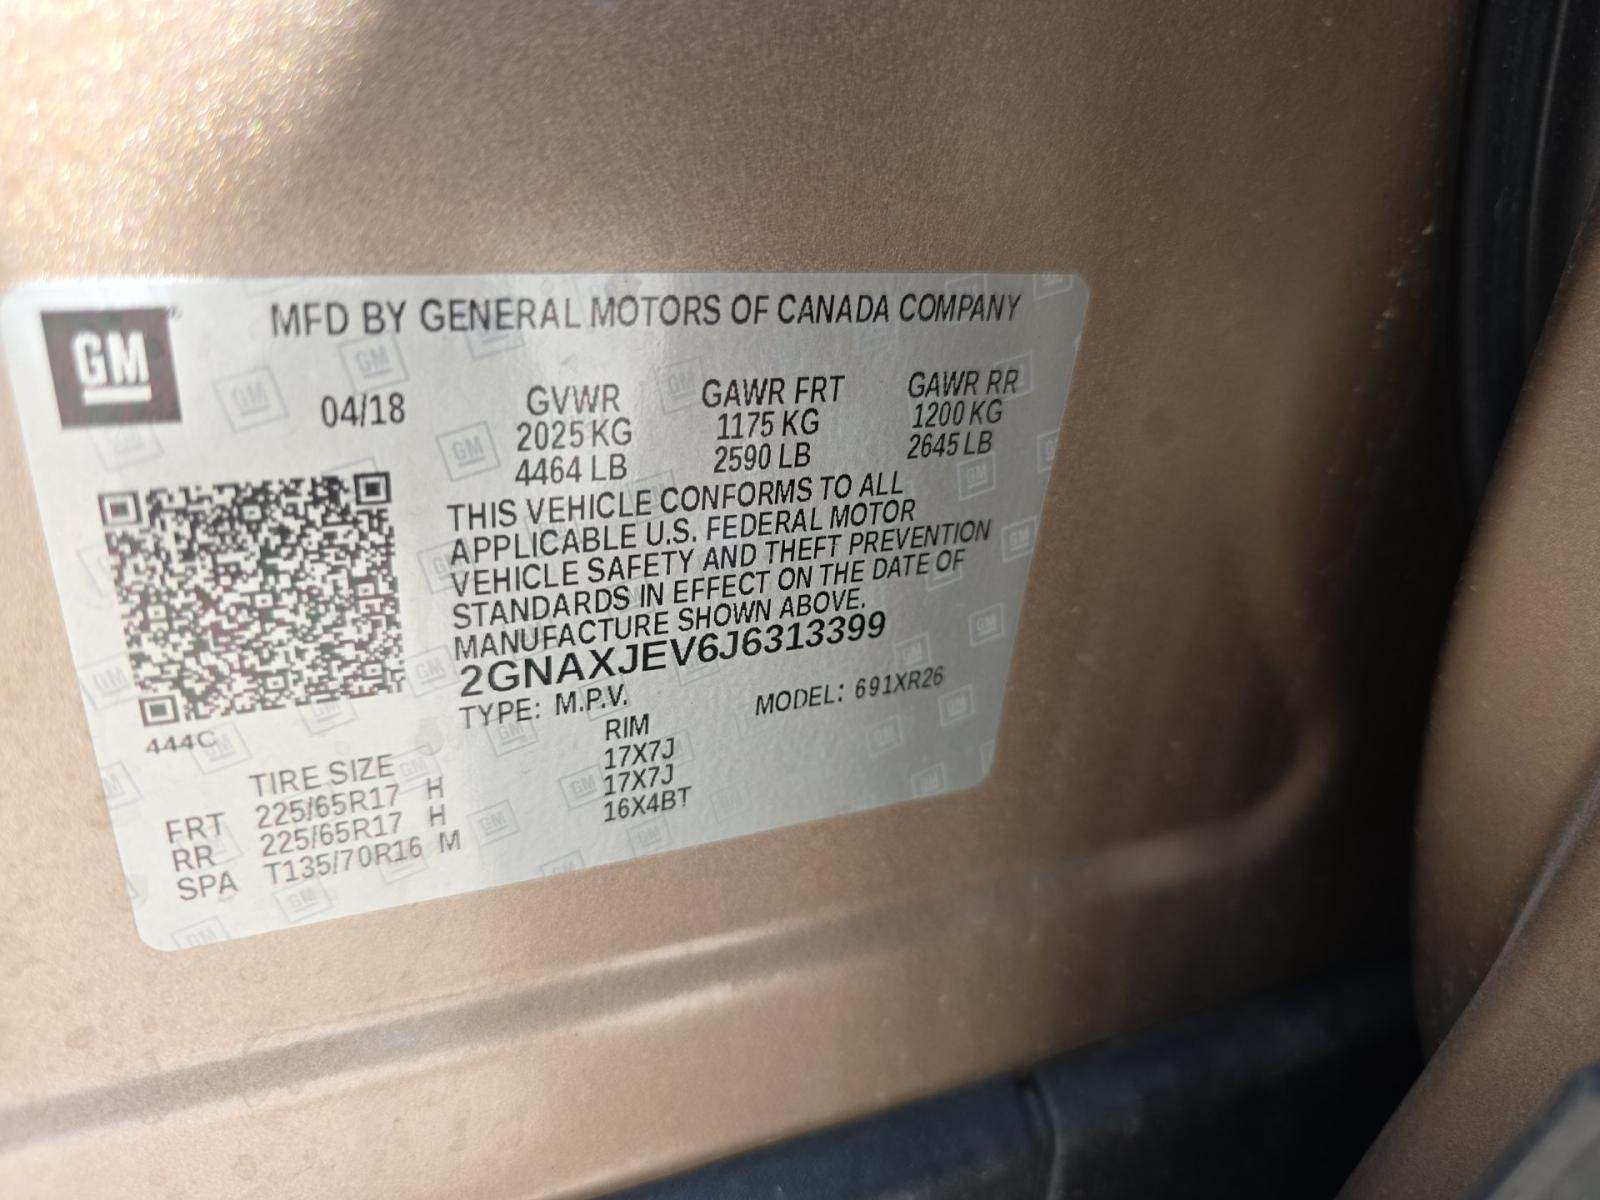 GM
MFD BY GENERAL MOTORS OF CANADA COMPANY
04/18
GVWR GAWR FRT GAWR RR
2025 KG 1175 KG 1200 KG
4464 LB 2590 LB 2645 LB
THIS VEHICLE CONFORMS TO ALL
APPLICABLE U.S. FEDERAL MOTOR
VEHICLE SAFETY AND THEFT PREVENTION
STANDARDS IN EFFECT ON THE DATE OF
MANUFACTURE SHOWN ABOVE.
2GNAXJEV6J6313399
TYPE: M.P.V. MODEL: 691XR26
444C
TIRE SIZE RIM
FRT 225/65R17 H 17X7J
RR 225/65R17 H 17X7J
SPA T135/70R16 M 16X4BT